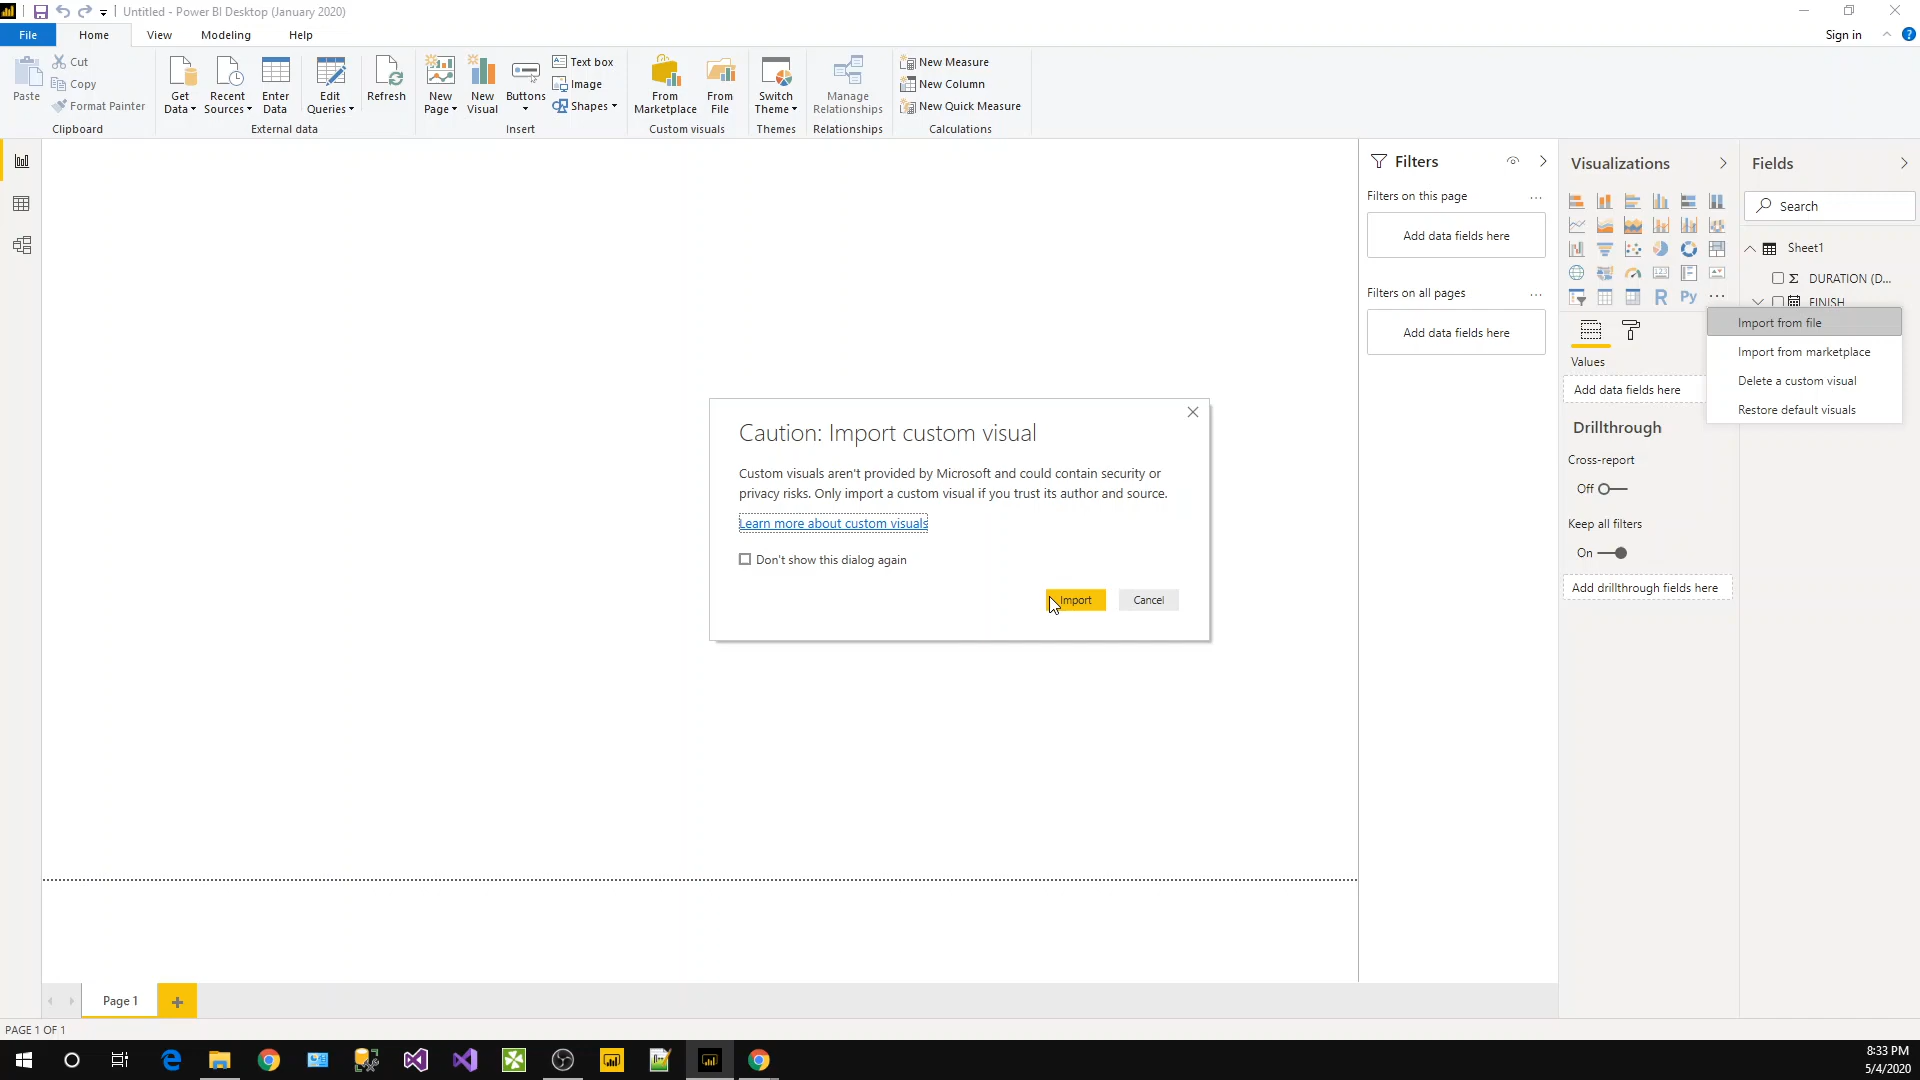 Untitled - Power BI Desktop (January 2020)
File Home View Modeling Help Sign in
Paste
Cut
Copy
Format Painter
Clipboard
Get Data
Recent Sources
Enter Data
Edit Queries
Refresh
External data
New Page
New Visual
Buttons
Text box
Image
Shapes
Insert
From Marketplace
From File
Custom visuals
Switch Theme
Themes
Manage Relationships
Relationships
New Measure
New Column
New Quick Measure
Calculations
Filters
Filters on this page ...
Add data fields here
Filters on all pages ...
Add data fields here
Visualizations
R Py ...
Values
Add data fields here
Drillthrough
Cross-report
Off
Keep all filters
On
Add drillthrough fields here
Fields
Search
Sheet1
DURATION (D...
FINISH
Import from file
Import from marketplace
Delete a custom visual
Restore default visuals
Caution: Import custom visual
Custom visuals aren't provided by Microsoft and could contain security or
privacy risks. Only import a custom visual if you trust its author and source.
Learn more about custom visuals
Don't show this dialog again
Import Cancel
Page 1
PAGE 1 OF 1
8:33 PM
5/4/2020